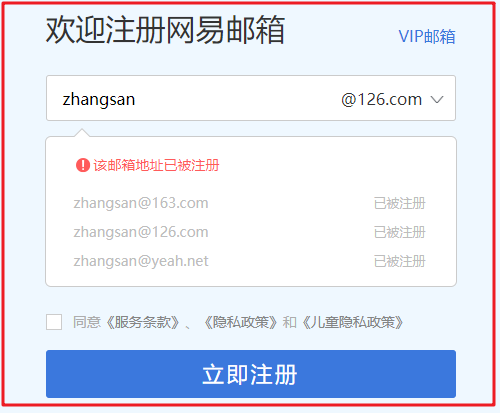 欢迎注册网易邮箱 VIP邮箱
zhangsan @126.com
该邮箱地址已被注册
zhangsan@163.com 已被注册
zhangsan@126.com 已被注册
zhangsan@yeah.net 已被注册
同意《服务条款》、《隐私政策》和《儿童隐私政策》
立即注册